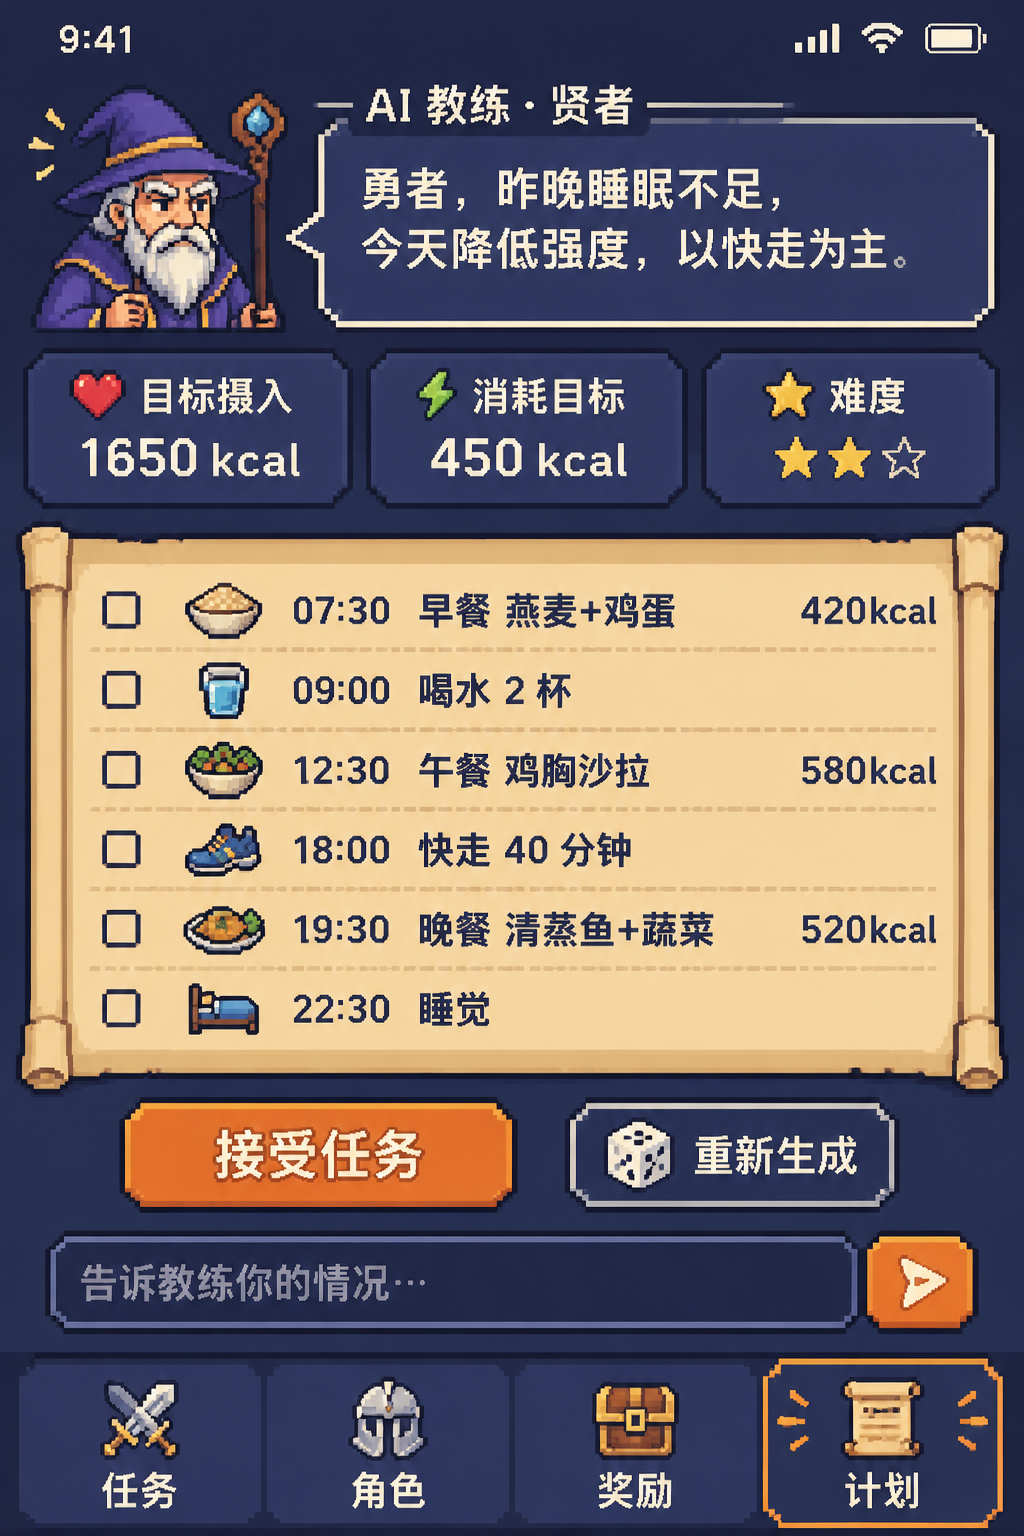 9:41
AI 教练·贤者
勇者，昨晚睡眠不足，
今天降低强度，以快走为主。
目标摄入
1650 kcal
消耗目标
450 kcal
难度
07:30 早餐 燕麦+鸡蛋 420kcal
09:00 喝水 2 杯
12:30 午餐 鸡胸沙拉 580kcal
18:00 快走 40 分钟
19:30 晚餐 清蒸鱼+蔬菜 520kcal
22:30 睡觉
接受任务
重新生成
告诉教练你的情况…
任务
角色
奖励
计划